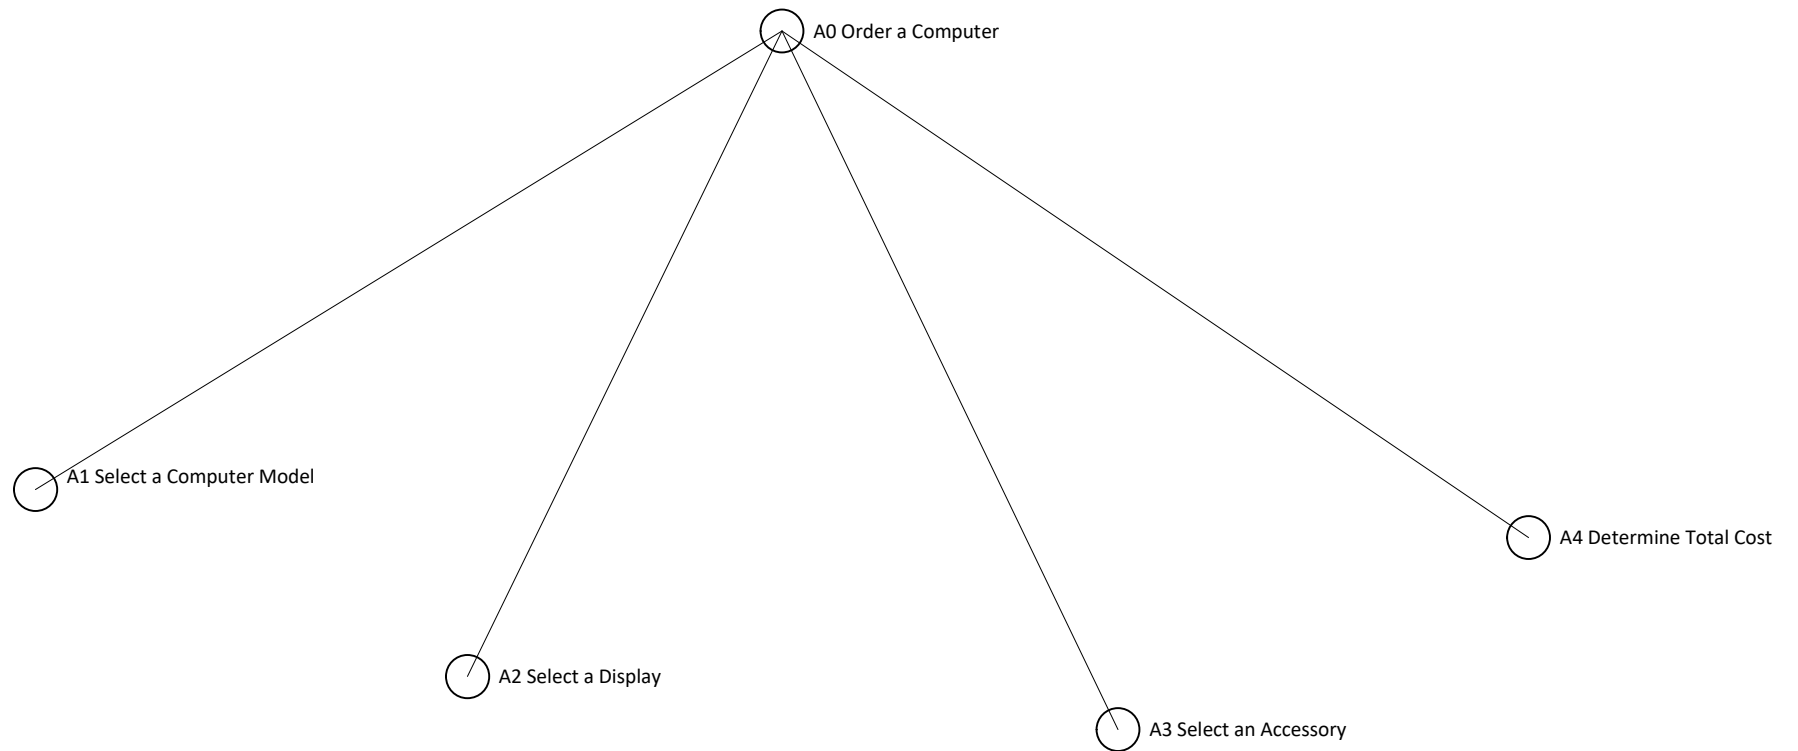 A0 Order a Computer
A1 Select a Computer Model
A4 Determine Total Cost
A2 Select a Display
A3 Select an Accessory